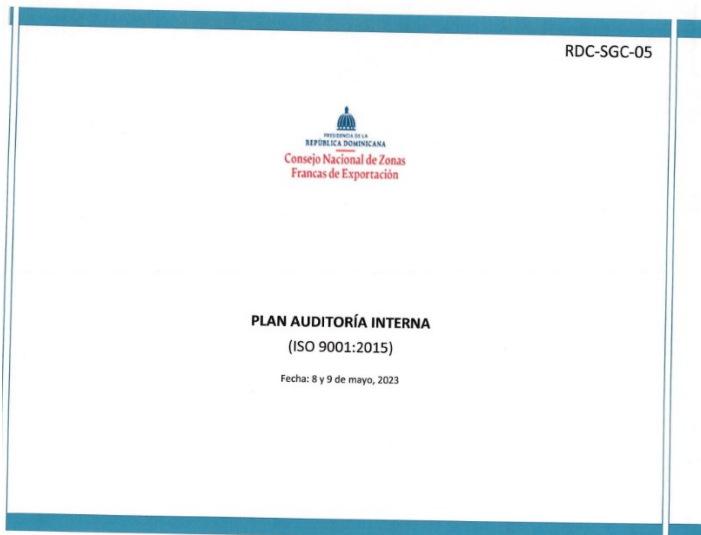 RDC-SGC-05
PRESIDENCIA DE LA
REPÚBLICA DOMINICANA
Consejo Nacional de Zonas
Francas de Exportación
PLAN AUDITORÍA INTERNA
(ISO 9001:2015)
Fecha: 8 y 9 de mayo, 2023